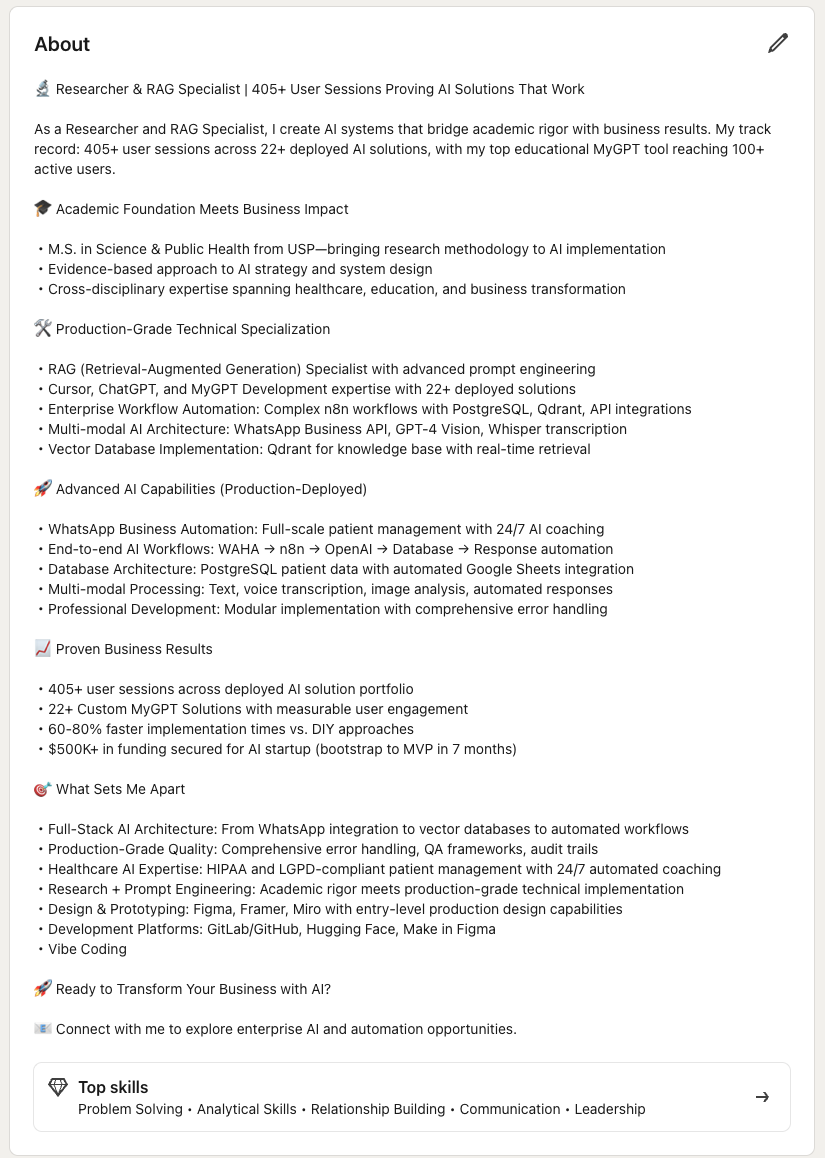 About
🔬 Researcher & RAG Specialist | 405+ User Sessions Proving AI Solutions That Work
As a Researcher and RAG Specialist, I create AI systems that bridge academic rigor with business results. My track
record: 405+ user sessions across 22+ deployed AI solutions, with my top educational MyGPT tool reaching 100+
active users.
🎓 Academic Foundation Meets Business Impact
• M.S. in Science & Public Health from USP—bringing research methodology to AI implementation
• Evidence-based approach to AI strategy and system design
• Cross-disciplinary expertise spanning healthcare, education, and business transformation
🛠️ Production-Grade Technical Specialization
• RAG (Retrieval-Augmented Generation) Specialist with advanced prompt engineering
• Cursor, ChatGPT, and MyGPT Development expertise with 22+ deployed solutions
• Enterprise Workflow Automation: Complex n8n workflows with PostgreSQL, Qdrant, API integrations
• Multi-modal AI Architecture: WhatsApp Business API, GPT-4 Vision, Whisper transcription
• Vector Database Implementation: Qdrant for knowledge base with real-time retrieval
🚀 Advanced AI Capabilities (Production-Deployed)
• WhatsApp Business Automation: Full-scale patient management with 24/7 AI coaching
• End-to-end AI Workflows: WAHA → n8n → OpenAI → Database → Response automation
• Database Architecture: PostgreSQL patient data with automated Google Sheets integration
• Multi-modal Processing: Text, voice transcription, image analysis, automated responses
• Professional Development: Modular implementation with comprehensive error handling
📈 Proven Business Results
• 405+ user sessions across deployed AI solution portfolio
• 22+ Custom MyGPT Solutions with measurable user engagement
• 60-80% faster implementation times vs. DIY approaches
• $500K+ in funding secured for AI startup (bootstrap to MVP in 7 months)
🎯 What Sets Me Apart
• Full-Stack AI Architecture: From WhatsApp integration to vector databases to automated workflows
• Production-Grade Quality: Comprehensive error handling, QA frameworks, audit trails
• Healthcare AI Expertise: HIPAA and LGPD-compliant patient management with 24/7 automated coaching
• Research + Prompt Engineering: Academic rigor meets production-grade technical implementation
• Design & Prototyping: Figma, Framer, Miro with entry-level production design capabilities
• Development Platforms: GitLab/GitHub, Hugging Face, Make in Figma
• Vibe Coding
🚀 Ready to Transform Your Business with AI?
📧 Connect with me to explore enterprise AI and automation opportunities.
Top skills
Problem Solving • Analytical Skills • Relationship Building • Communication • Leadership